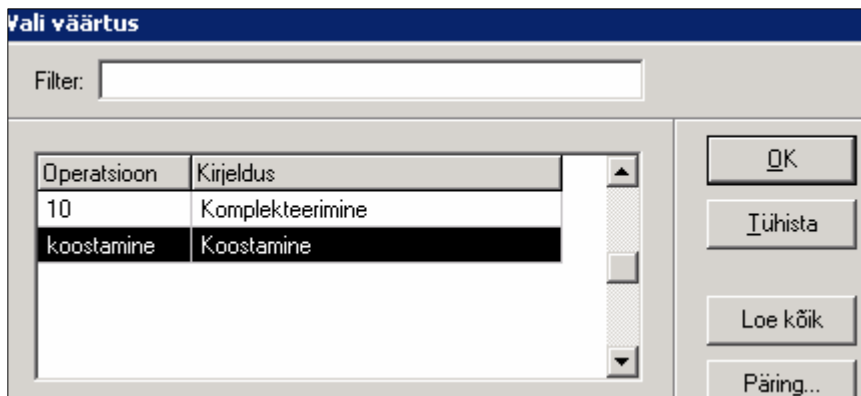 Vali väärtus
Filter:
Operatsioon Kirjeldus
10 Komplekteerimine
koostamine Koostamine
OK
Tühista
Loe kõik
Päring...